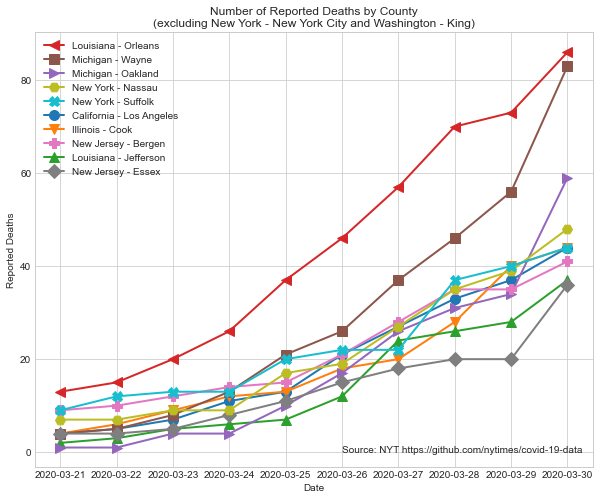 Number of Reported Deaths by County
(excluding New York - New York City and Washington - King)
Louisiana - Orleans
Michigan - Wayne
Michigan - Oakland
New York - Nassau
New York - Suffolk
California - Los Angeles
Illinois - Cook
New Jersey - Bergen
Louisiana - Jefferson
New Jersey - Essex
Reported Deaths
80
60
40
20
0
Source: NYT https://github.com/nytimes/covid-19-data
2020-03-21 2020-03-22 2020-03-23 2020-03-24 2020-03-25 2020-03-26 2020-03-27 2020-03-28 2020-03-29 2020-03-30
Date